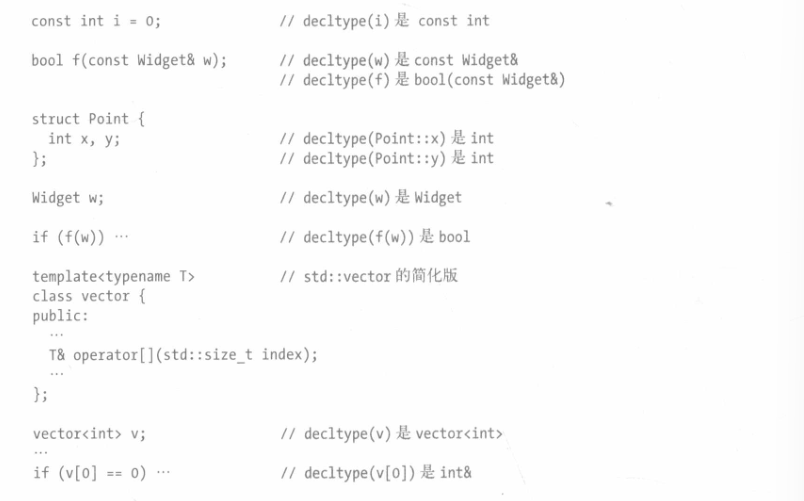 const int i = 0; // decltype(i) 是 const int
bool f(const Widget& w); // decltype(w) 是 const Widget&
// decltype(f) 是 bool(const Widget&)
struct Point {
int x, y; // decltype(Point::x) 是 int
}; // decltype(Point::y) 是 int
Widget w; // decltype(w) 是 Widget
if (f(w)) … // decltype(f(w)) 是 bool
template<typename T> // std::vector 的简化版
class vector {
public:
…
T& operator[](std::size_t index);
…
};
vector<int> v; // decltype(v) 是 vector<int>
…
if (v[0] == 0) … // decltype(v[0]) 是 int&